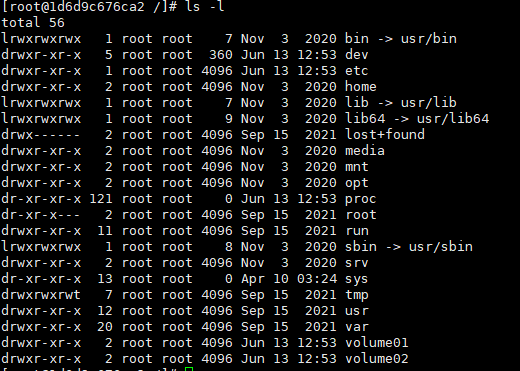 [root@1d6d9c676ca2 /]# ls -l
total 56
lrwxrwxrwx   1 root root    7 Nov  3  2020 bin -> usr/bin
drwxr-xr-x   5 root root  360 Jun 13 12:53 dev
drwxr-xr-x   1 root root 4096 Jun 13 12:53 etc
drwxr-xr-x   2 root root 4096 Nov  3  2020 home
lrwxrwxrwx   1 root root    7 Nov  3  2020 lib -> usr/lib
lrwxrwxrwx   1 root root    9 Nov  3  2020 lib64 -> usr/lib64
drwx------   2 root root 4096 Sep 15  2021 lost+found
drwxr-xr-x   2 root root 4096 Nov  3  2020 media
drwxr-xr-x   2 root root 4096 Nov  3  2020 mnt
drwxr-xr-x   2 root root 4096 Nov  3  2020 opt
dr-xr-xr-x 121 root root    0 Jun 13 12:53 proc
dr-xr-x---   2 root root 4096 Sep 15  2021 root
drwxr-xr-x  11 root root 4096 Sep 15  2021 run
lrwxrwxrwx   1 root root    8 Nov  3  2020 sbin -> usr/sbin
drwxr-xr-x   2 root root 4096 Nov  3  2020 srv
dr-xr-xr-x  13 root root    0 Apr 10 03:24 sys
drwxrwxrwt   7 root root 4096 Sep 15  2021 tmp
drwxr-xr-x  12 root root 4096 Sep 15  2021 usr
drwxr-xr-x  20 root root 4096 Sep 15  2021 var
drwxr-xr-x   2 root root 4096 Jun 13 12:53 volume01
drwxr-xr-x   2 root root 4096 Jun 13 12:53 volume02
[root@1d6d9c676ca2 /]#